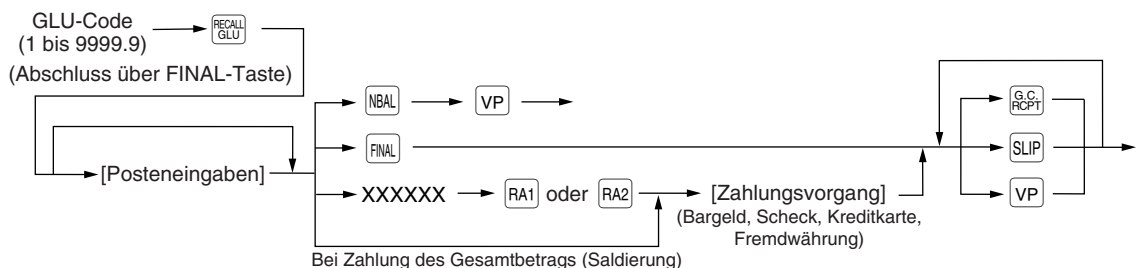 GLU-Code
(1 bis 9999.9)
RECALL
GLU
(Abschluss über FINAL-Taste)
NBAL
VP
G.C.
RCPT
FINAL
SLIP
[Posteneingaben]
XXXXXX
RA1 oder RA2
[Zahlungsvorgang]
VP
(Bargeld, Scheck, Kreditkarte,
Fremdwährung)
Bei Zahlung des Gesamtbetrags (Saldierung)